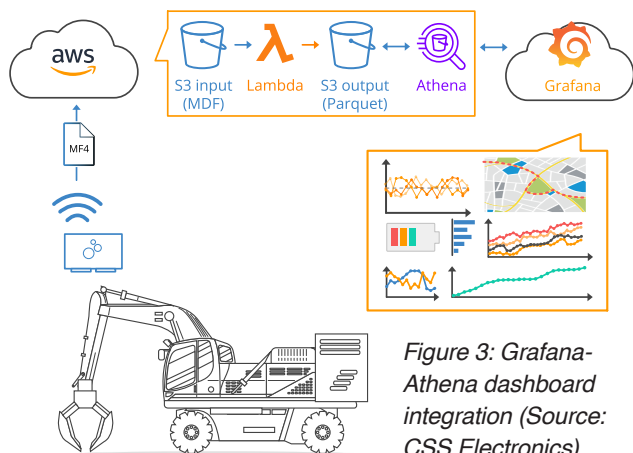 aws
S3 input
(MDF)
Lambda
S3 output
(Parquet)
Athena
Grafana
MF4
Figure 3: Grafana-
Athena dashboard
integration (Source:
CSS Electronics)